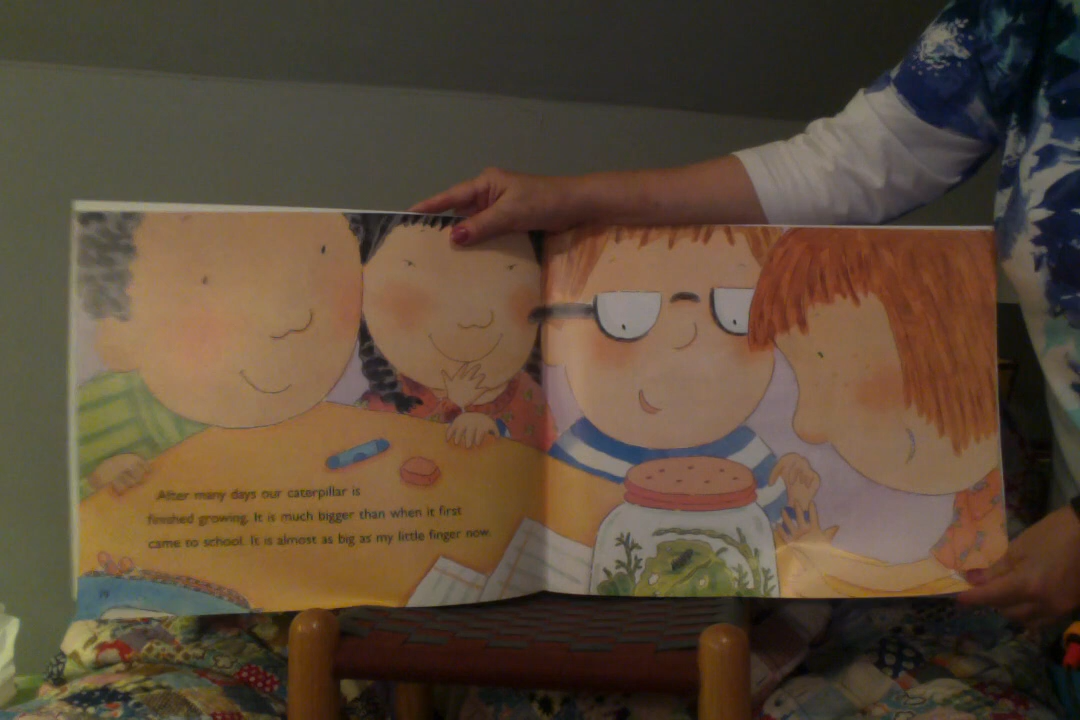 After many days our caterpillar is
finished growing. It is much bigger than when it first
came to school. It is almost as big as my little finger now.